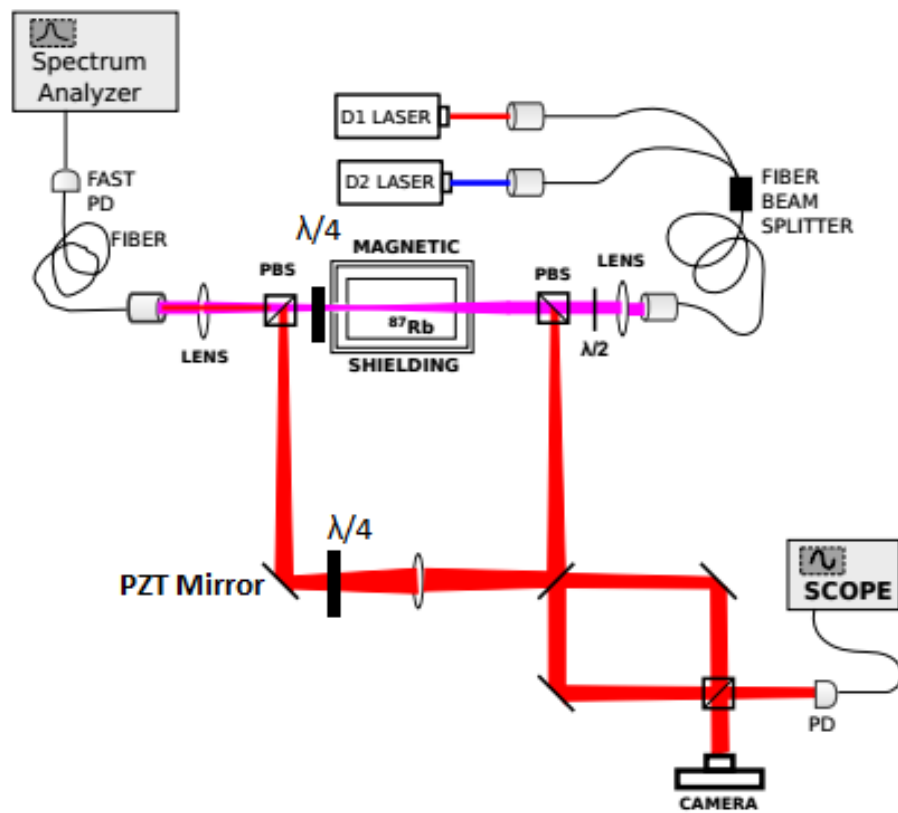 Spectrum
Analyzer
FAST
PD
FIBER
D1 LASER
D2 LASER
FIBER
BEAM
SPLITTER
λ/4
MAGNETIC
PBS
PBS
LENS
⁸⁷Rb
LENS
SHIELDING
λ/2
λ/4
PZT Mirror
SCOPE
PD
CAMERA